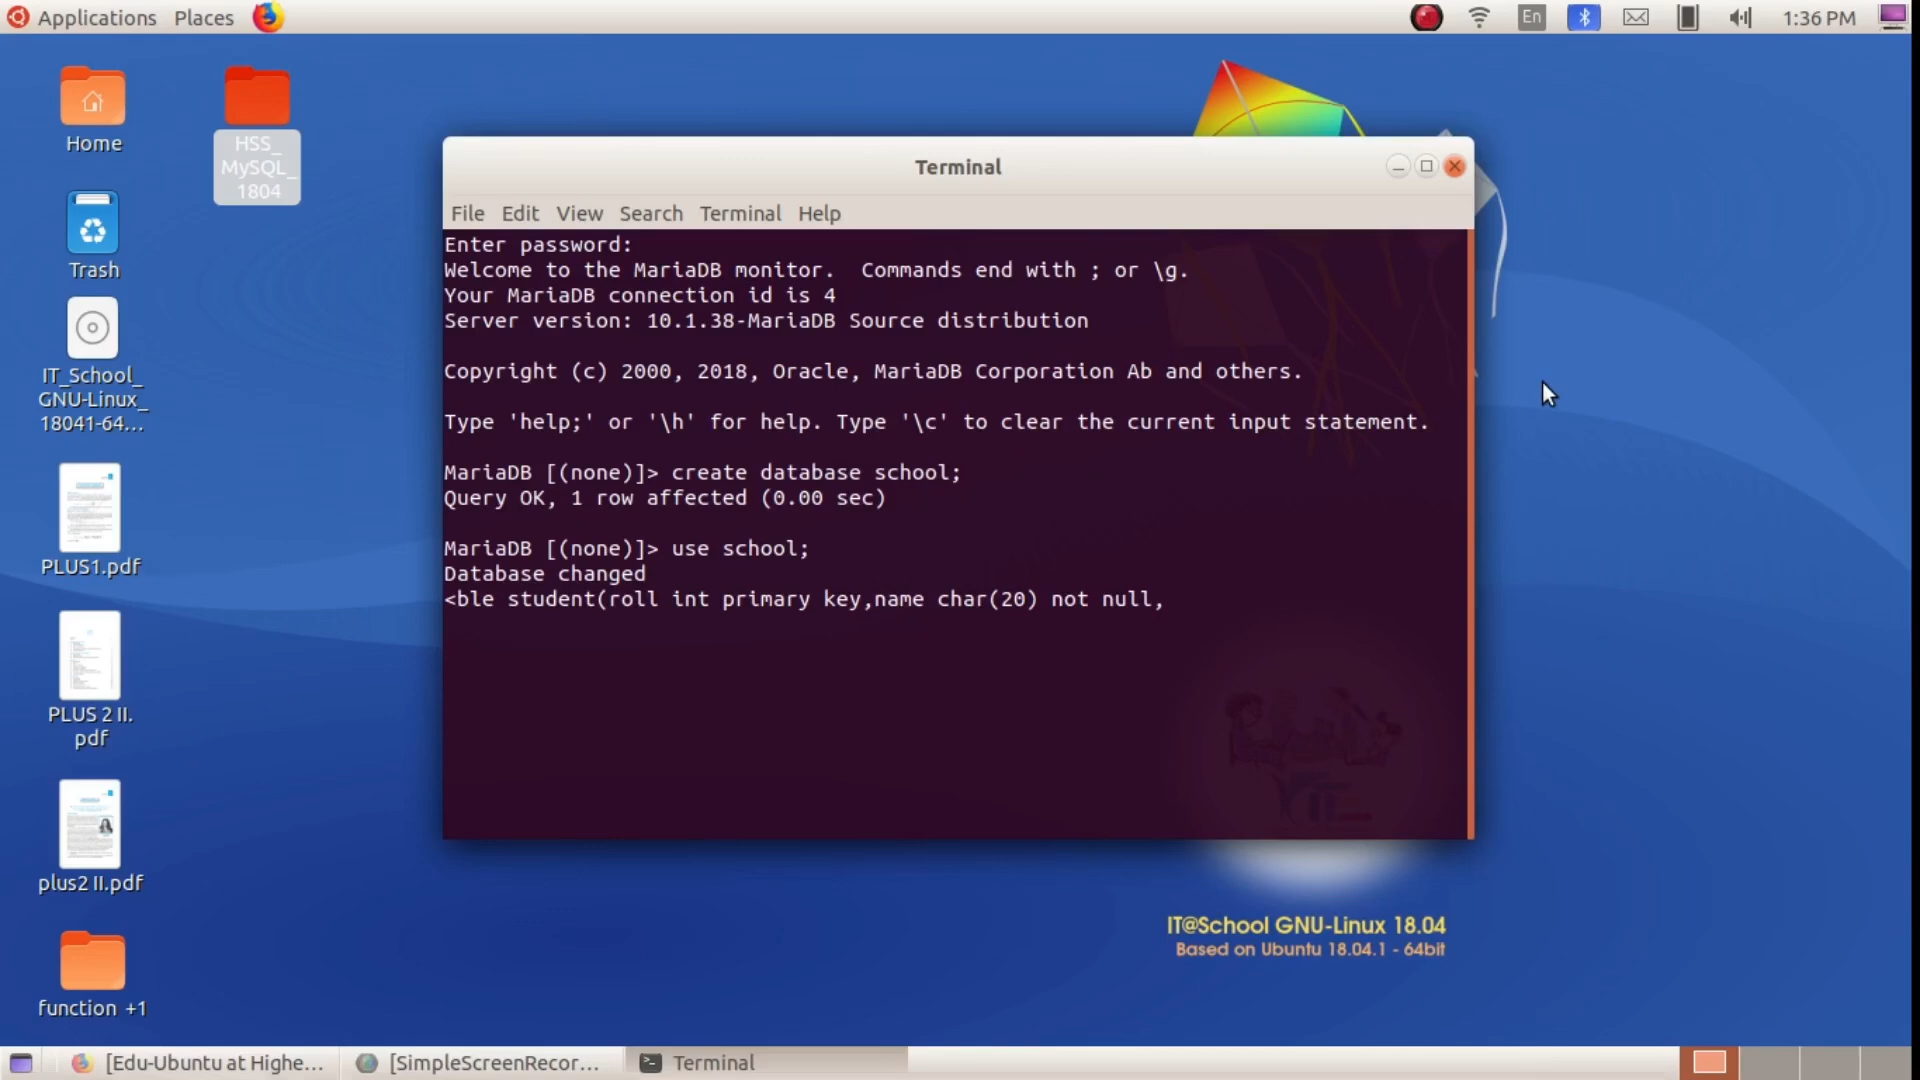 Applications Places
En
1:36 PM
Home
HSS_
MySQL_
1804
Trash
IT_School_
GNU-Linux_
18041-64...
PLUS1.pdf
PLUS 2 II.
pdf
plus2 II.pdf
function +1
Terminal
File Edit View Search Terminal Help
Enter password:
Welcome to the MariaDB monitor.  Commands end with ; or \g.
Your MariaDB connection id is 4
Server version: 10.1.38-MariaDB Source distribution
Copyright (c) 2000, 2018, Oracle, MariaDB Corporation Ab and others.
Type 'help;' or '\h' for help. Type '\c' to clear the current input statement.
MariaDB [(none)]> create database school;
Query OK, 1 row affected (0.00 sec)
MariaDB [(none)]> use school;
Database changed
<ble student(roll int primary key,name char(20) not null,
IT@School GNU-Linux 18.04
Based on Ubuntu 18.04.1 - 64bit
[Edu-Ubuntu at Highe... [SimpleScreenRecor... Terminal